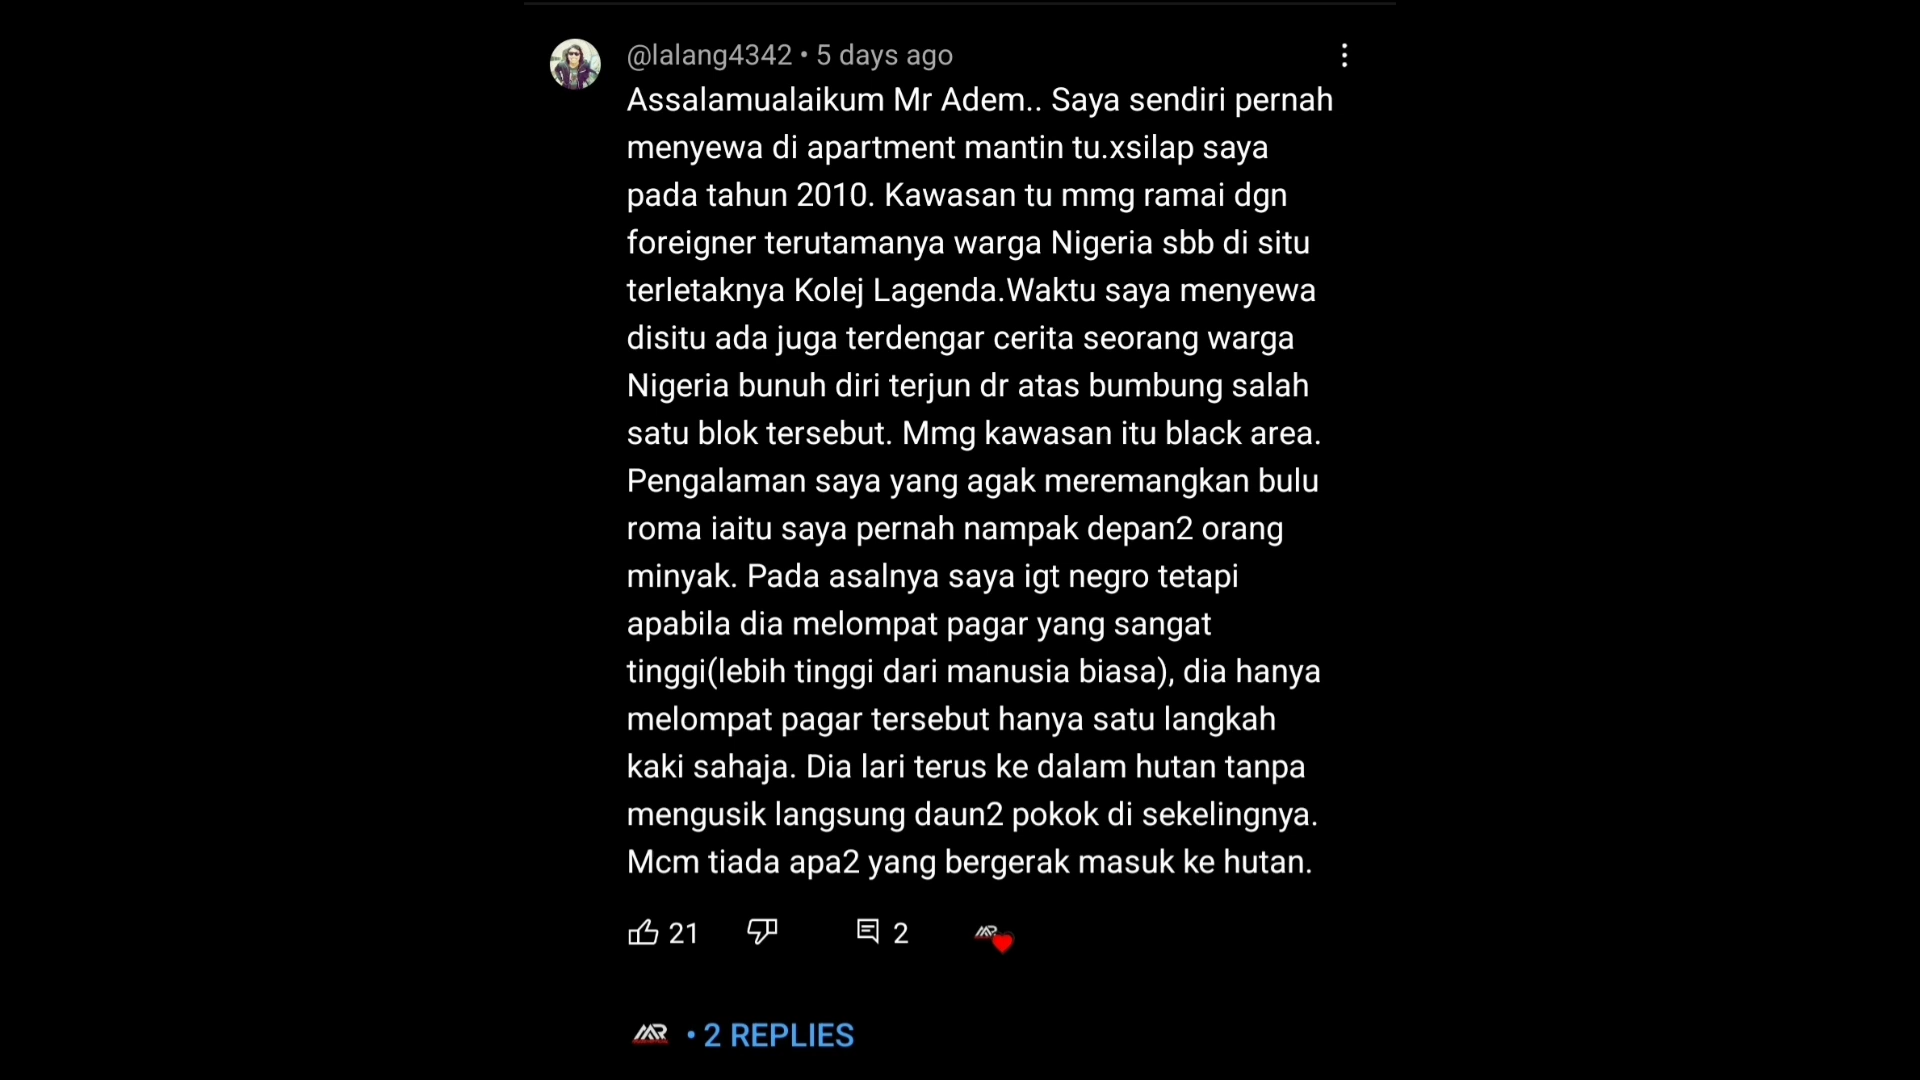 @lalang4342 • 5 days ago
Assalamualaikum Mr Adem.. Saya sendiri pernah
menyewa di apartment mantin tu.xsilap saya
pada tahun 2010. Kawasan tu mmg ramai dgn
foreigner terutamanya warga Nigeria sbb di situ
terletaknya Kolej Lagenda.Waktu saya menyewa
disitu ada juga terdengar cerita seorang warga
Nigeria bunuh diri terjun dr atas bumbung salah
satu blok tersebut. Mmg kawasan itu black area.
Pengalaman saya yang agak meremangkan bulu
roma iaitu saya pernah nampak depan2 orang
minyak. Pada asalnya saya igt negro tetapi
apabila dia melompat pagar yang sangat
tinggi(lebih tinggi dari manusia biasa), dia hanya
melompat pagar tersebut hanya satu langkah
kaki sahaja. Dia lari terus ke dalam hutan tanpa
mengusik langsung daun2 pokok di sekelingnya.
Mcm tiada apa2 yang bergerak masuk ke hutan.
21 2
• 2 REPLIES